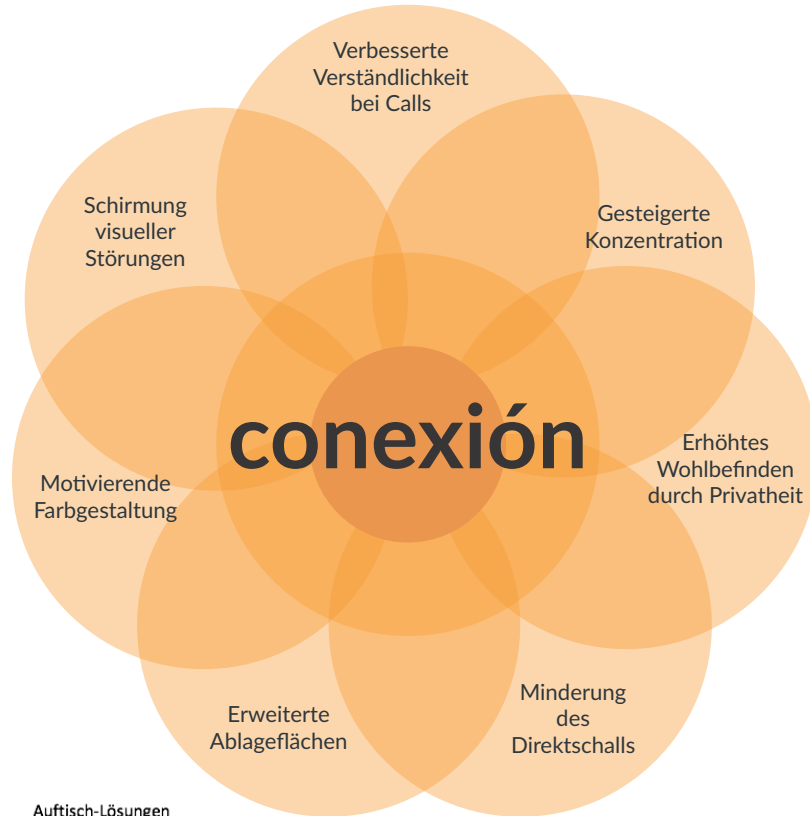 Verbesserte
Verständlichkeit
bei Calls
Schirmung
visueller
Störungen
Gesteigerte
Konzentration
conexión
Motivierende
Farbgestaltung
Erhöhtes
Wohlbefinden
durch Privatheit
Erweiterte
Ablageflächen
Minderung
des
Direktschalls
Auftisch-Lösungen